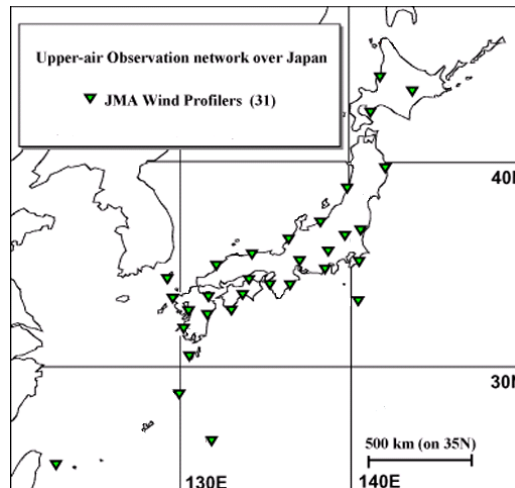 Upper-air Observation network over Japan
JMA Wind Profilers (31)
40N
30N
500 km (on 35N)
130E
140E